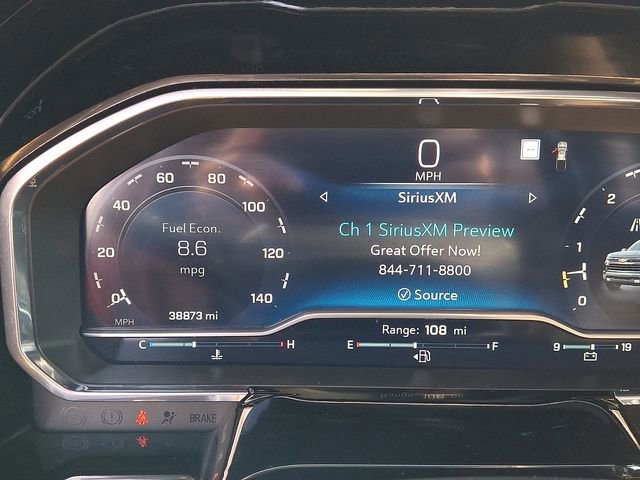 0
MPH
SiriusXM
Ch 1 SiriusXM Preview
Great Offer Now!
844-711-8800
Source
0 20 40 60 80 100 120 140
MPH
Fuel Econ.
8.6
mpg
38873 mi
2
1
0
Range: 108 mi
C H
E F
9 19
BRAKE